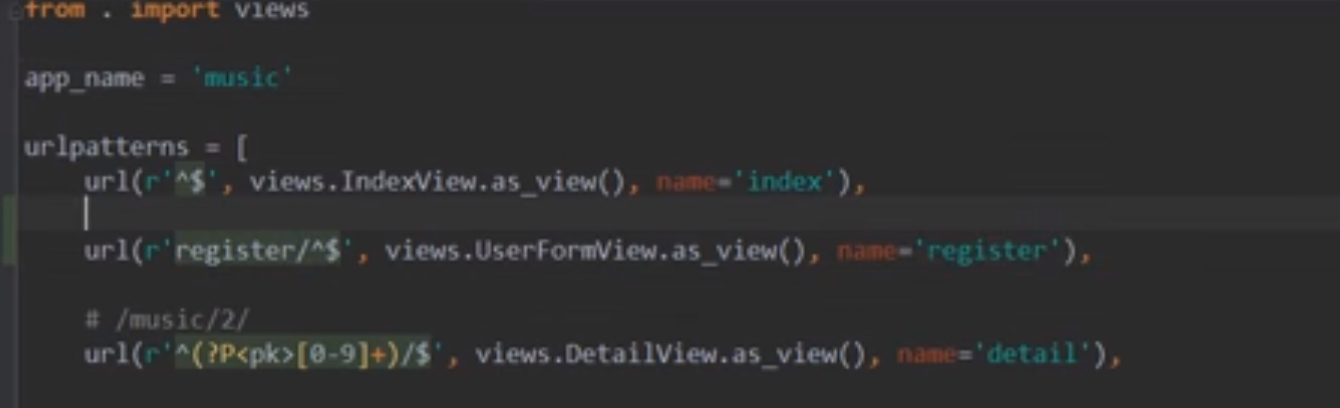 from . import views
app_name = 'music'
urlpatterns = [
url(r'^$', views.IndexView.as_view(), name='index'),
url(r'register/^$', views.UserFormView.as_view(), name='register'),
# /music/2/
url(r'^(?P<pk>[0-9]+)/$', views.DetailView.as_view(), name='detail'),